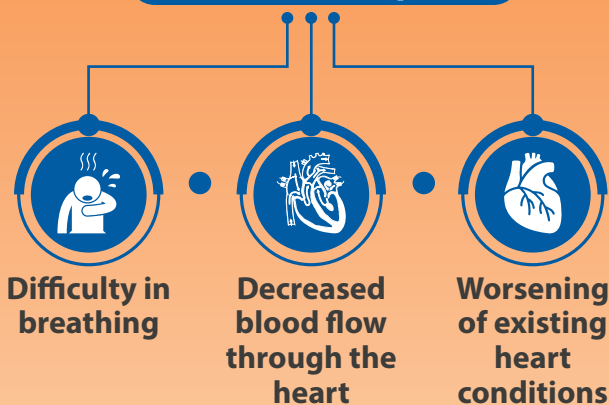 Difficulty in
breathing
Decreased
blood flow
through the
heart
Worsening
of existing
heart
conditions